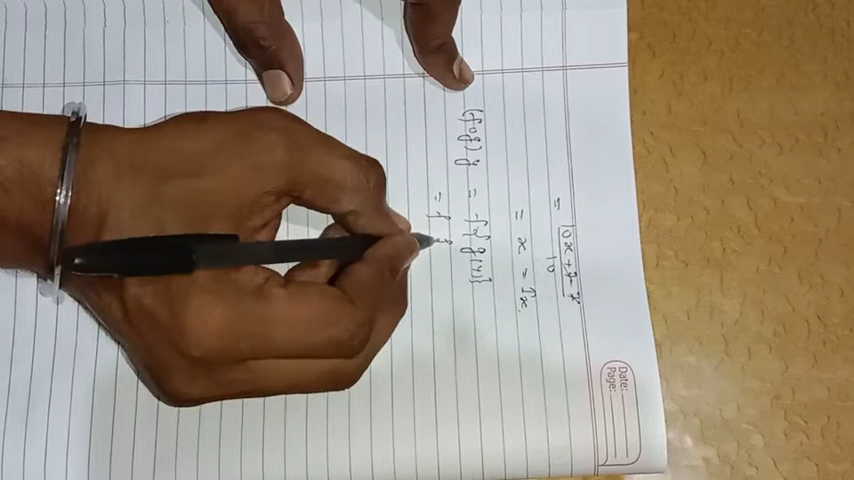 Date:
Page:
= 10x + 7 - 7 / 10
= x = Ix.
(fog) y = f{g(y)}
= f